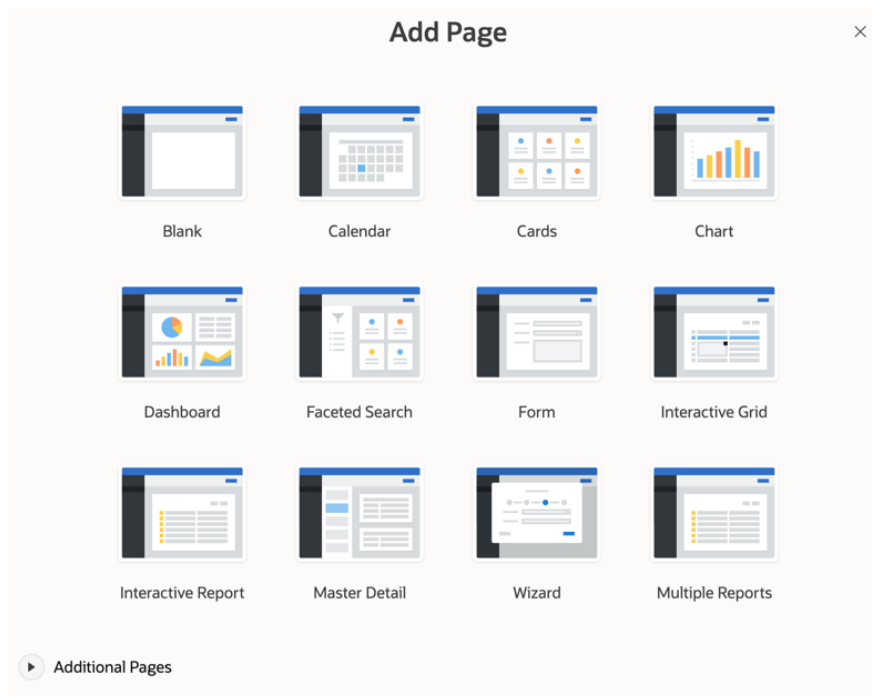 Add Page
Blank
Calendar
Cards
Chart
Dashboard
Faceted Search
Form
Interactive Grid
Interactive Report
Master Detail
Wizard
Multiple Reports
Additional Pages